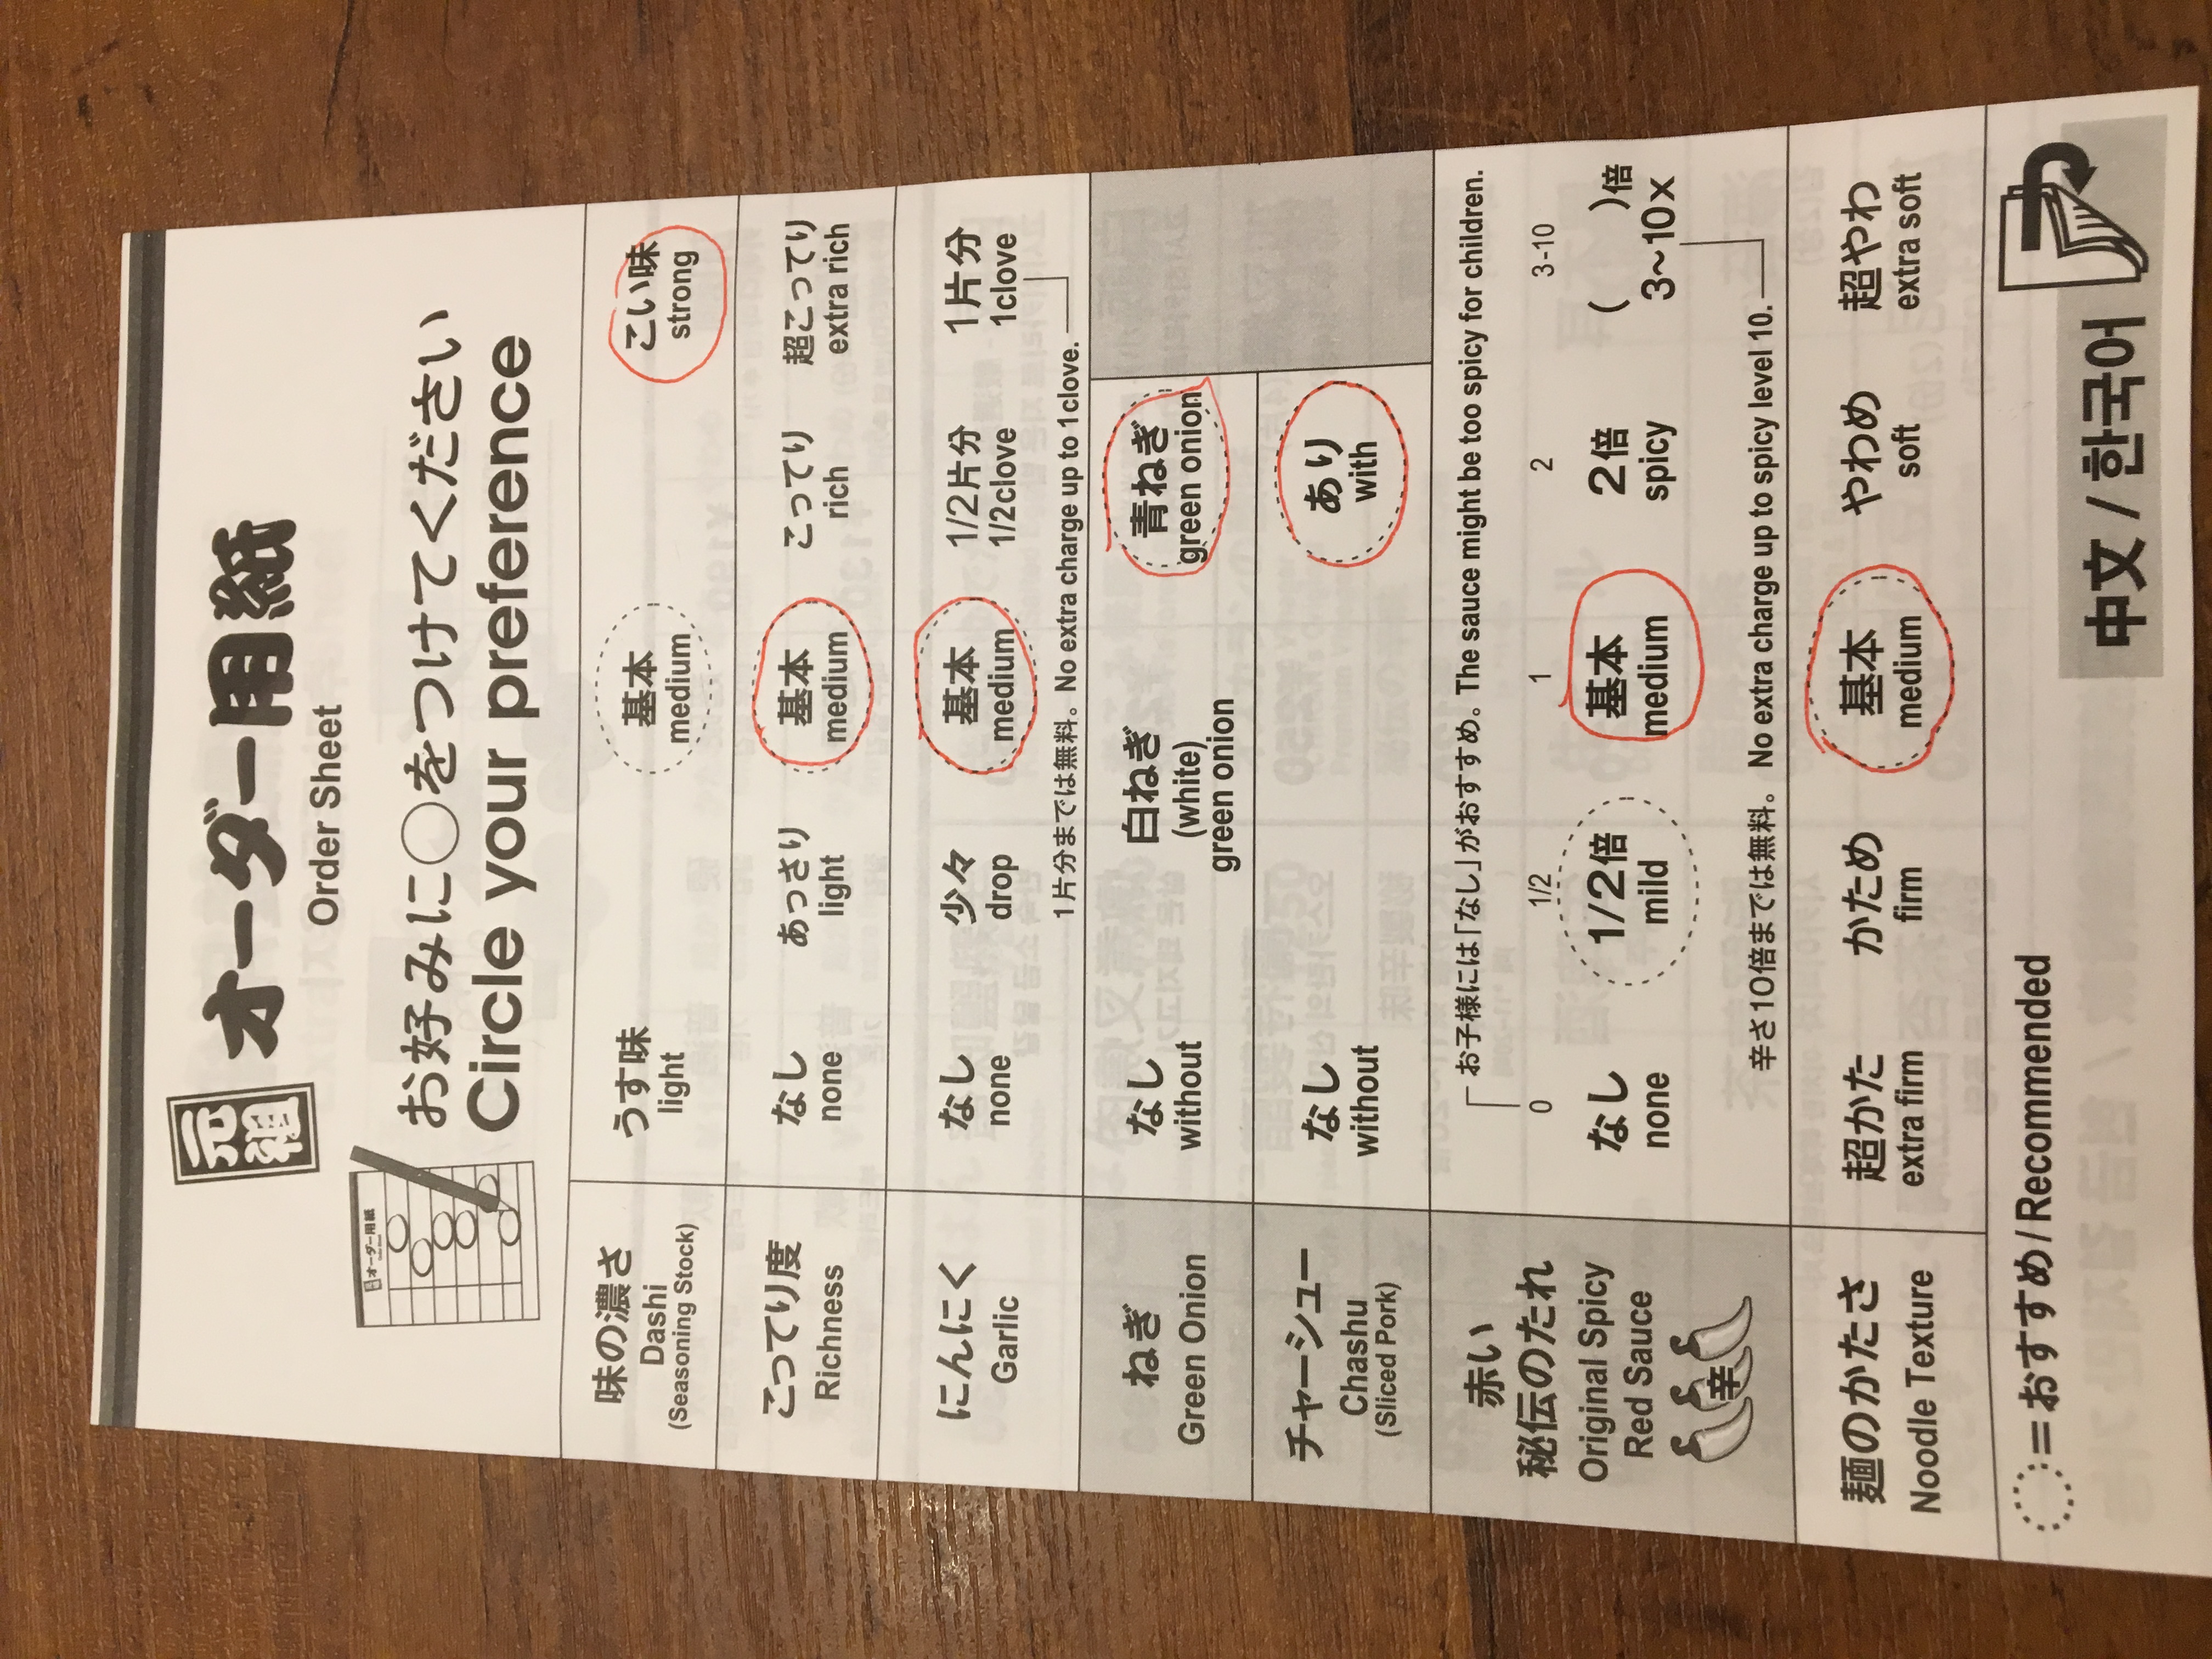 元祖 オーダー用紙
Order Sheet
元祖 オーダー用紙
Order Sheet
お好みに○をつけてください
Circle your preference
味の濃さ
Dashi
(Seasoning Stock)
うす味
light
基本
medium
こい味
strong
こってり度
Richness
なし
none
あっさり
light
基本
medium
こってり
rich
超こってり
extra rich
にんにく
Garlic
なし
none
少々
drop
基本
medium
1/2片分
1/2clove
1片分
1clove
1片分までは無料。 No extra charge up to 1clove.
ねぎ
Green Onion
なし
without
白ねぎ
(white)
green onion
青ねぎ
green onion
チャーシュー
Chashu
(Sliced Pork)
なし
without
あり
with
赤い
秘伝のたれ
Original Spicy
Red Sauce
辛
お子様には「なし」がおすすめ。 The sauce might be too spicy for children.
0
なし
none
1/2
1/2倍
mild
1
基本
medium
2
2倍
spicy
3-10
( )倍
3~10x
辛さ10倍までは無料。 No extra charge up to spicy level 10.
麺のかたさ
Noodle Texture
超かた
extra firm
かため
firm
基本
medium
やわめ
soft
超やわ
extra soft
=おすすめ/Recommended
中文 / 한국어